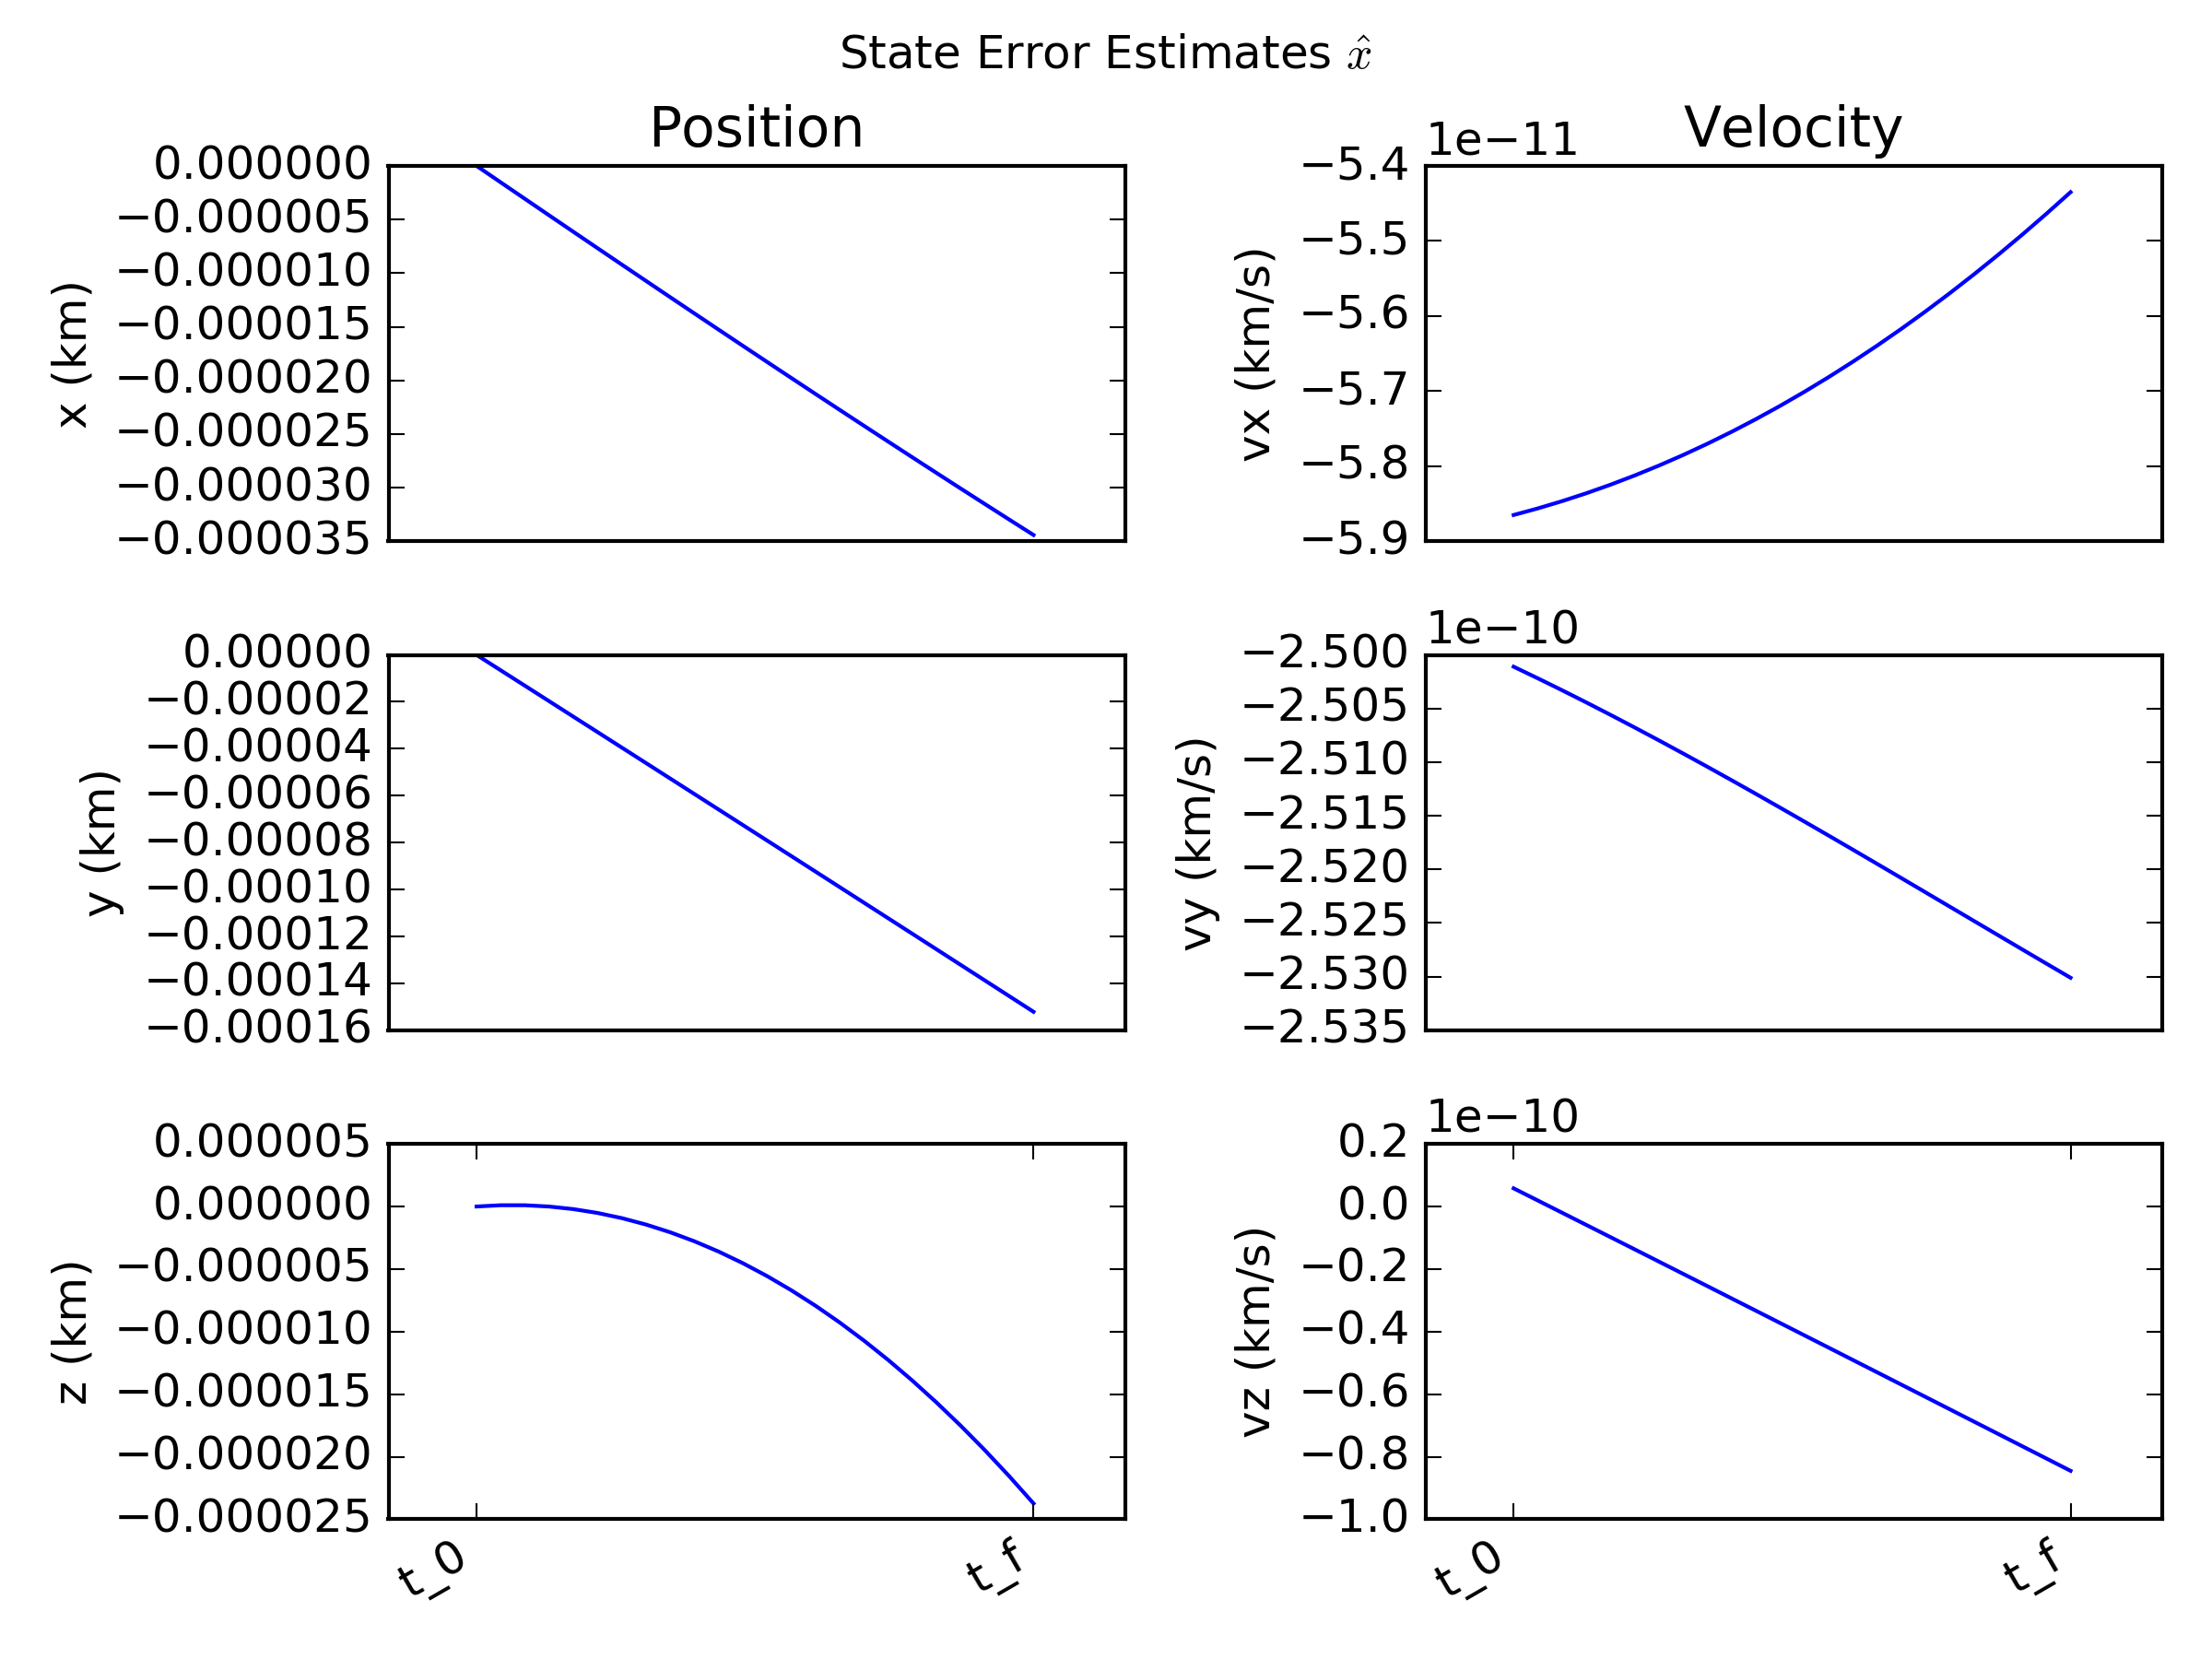 State Error Estimates x̂
Position
Velocity
1e−11
x (km)
0.000000
−0.000005
−0.000010
−0.000015
−0.000020
−0.000025
−0.000030
−0.000035
vx (km/s)
−5.4
−5.5
−5.6
−5.7
−5.8
−5.9
y (km)
0.00000
−0.00002
−0.00004
−0.00006
−0.00008
−0.00010
−0.00012
−0.00014
−0.00016
1e−10
vy (km/s)
−2.500
−2.505
−2.510
−2.515
−2.520
−2.525
−2.530
−2.535
z (km)
0.000005
0.000000
−0.000005
−0.000010
−0.000015
−0.000020
−0.000025
t_0
t_f
1e−10
vz (km/s)
0.2
0.0
−0.2
−0.4
−0.6
−0.8
−1.0
t_0
t_f